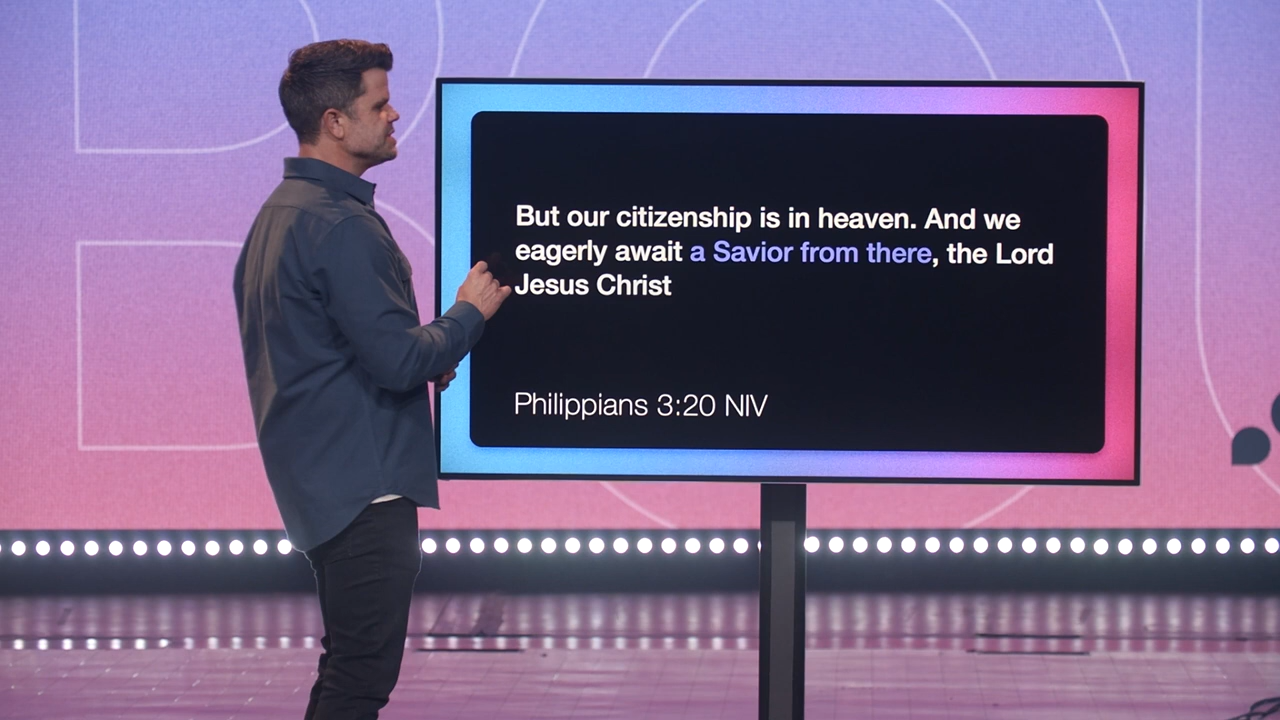 But our citizenship is in heaven. And we
eagerly await a Savior from there, the Lord
Jesus Christ
Philippians 3:20 NIV